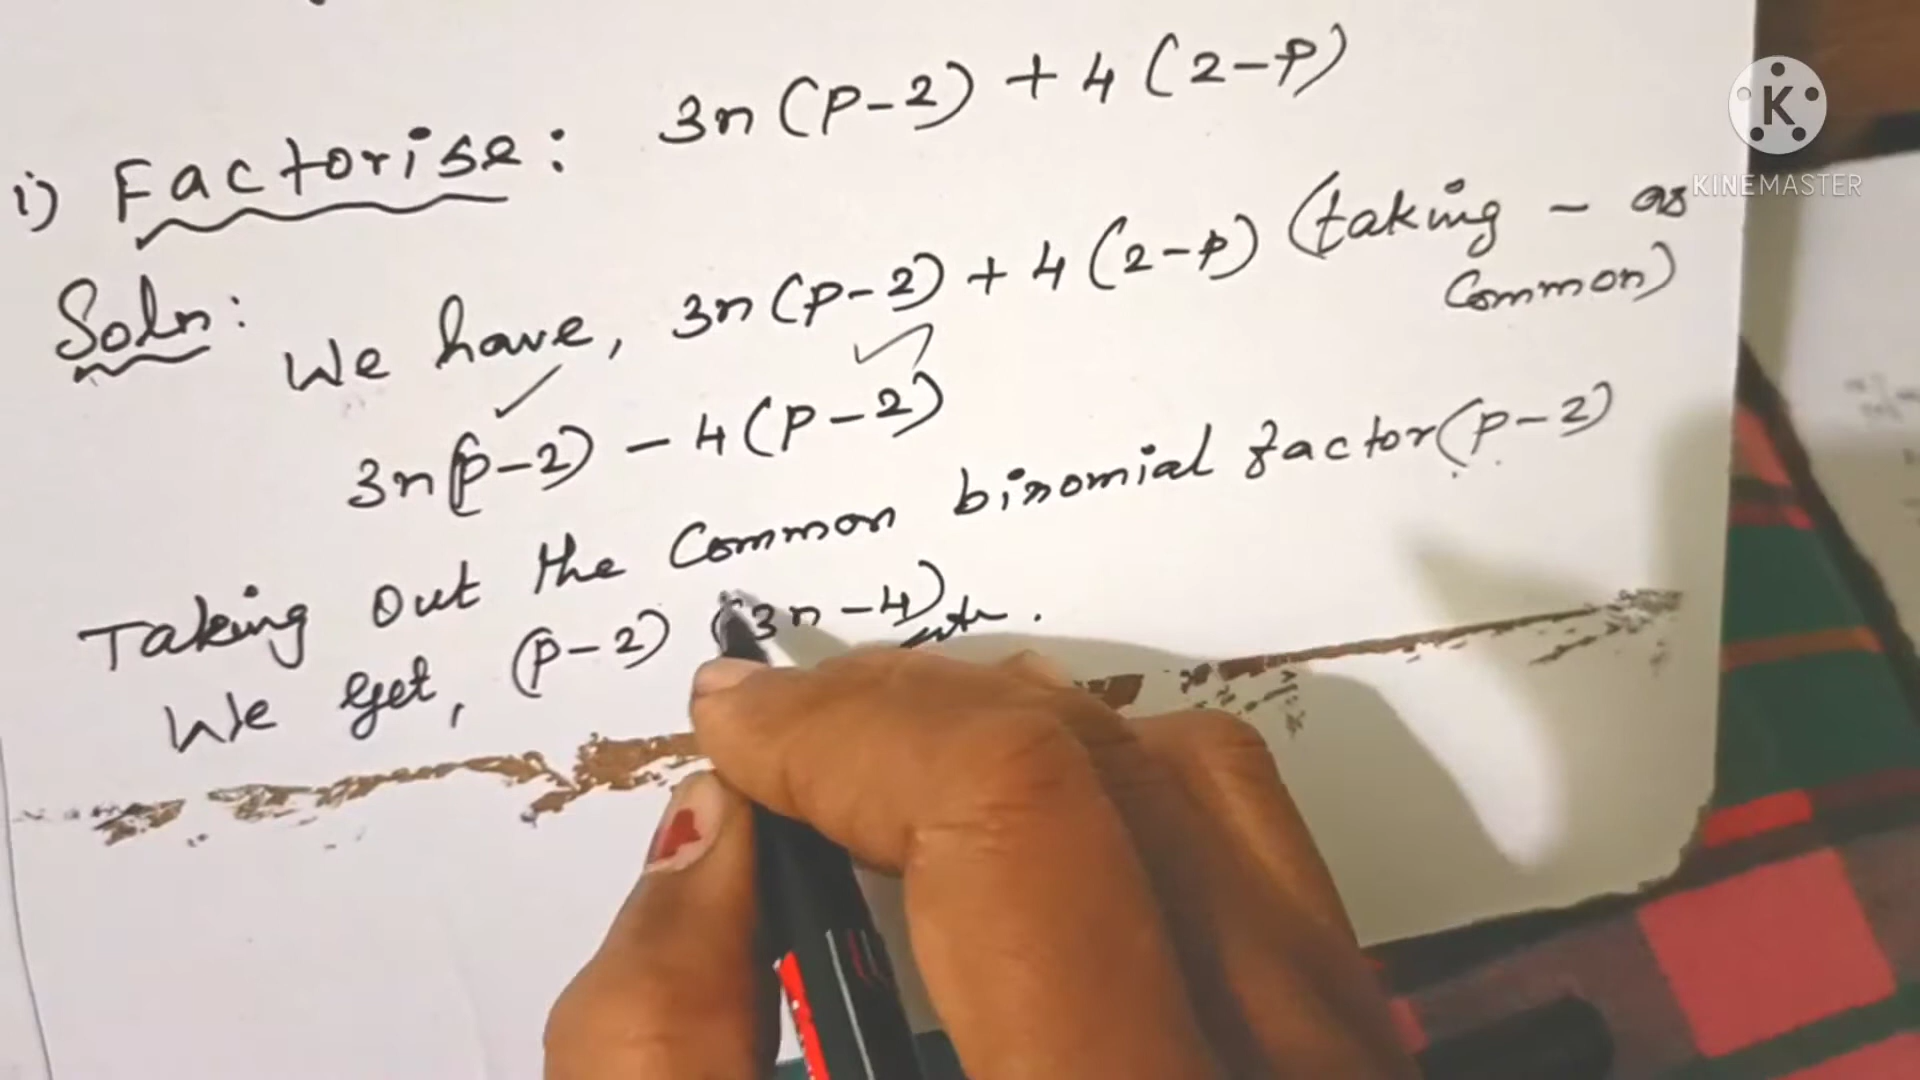 i) Factorise: 3n(p-2) + 4(2-p)
Soln: We have, 3n(p-2) + 4(2-p) (taking - as
common)
3n(p-2) - 4(p-2)
Taking out the common binomial factor(p-2)
We get, (p-2) (3n-4)
K
KINEMASTER